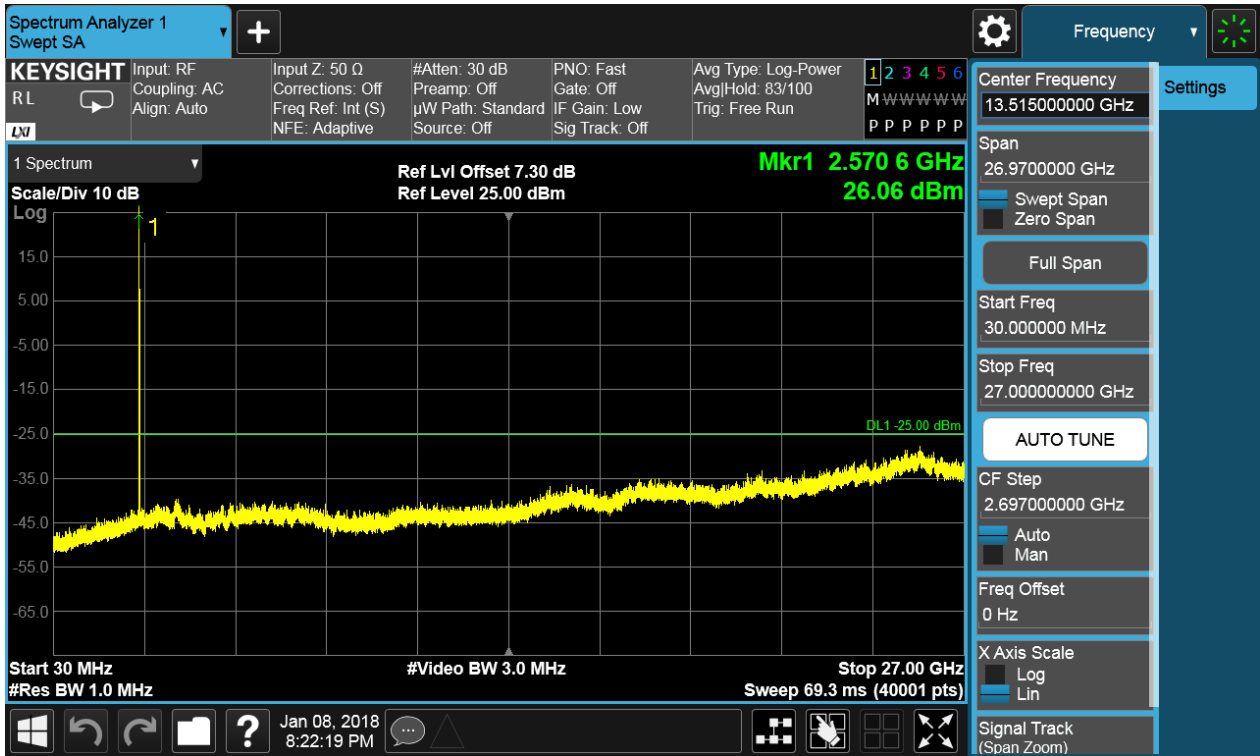 Spectrum Analyzer 1
Swept SA
Frequency
KEYSIGHT
R L
LXI
Input: RF
Coupling: AC
Align: Auto
Input Z: 50 Ω
Corrections: Off
Freq Ref: Int (S)
NFE: Adaptive
#Atten: 30 dB
Preamp: Off
µW Path: Standard
Source: Off
PNO: Fast
Gate: Off
IF Gain: Low
Sig Track: Off
Avg Type: Log-Power
Avg|Hold: 83/100
Trig: Free Run
1 2 3 4 5 6
M W W W W W
P P P P P P
1 Spectrum
Scale/Div 10 dB
Log
Ref Lvl Offset 7.30 dB
Ref Level 25.00 dBm
Mkr1 2.570 6 GHz
26.06 dBm
1
15.0
5.00
-5.00
-15.0
-25.0
-35.0
-45.0
-55.0
-65.0
DL1 -25.00 dBm
Start 30 MHz
#Res BW 1.0 MHz
#Video BW 3.0 MHz
Stop 27.00 GHz
Sweep 69.3 ms (40001 pts)
Jan 08, 2018
8:22:19 PM
Center Frequency
13.515000000 GHz
Span
26.9700000 GHz
Swept Span
Zero Span
Full Span
Start Freq
30.000000 MHz
Stop Freq
27.000000000 GHz
AUTO TUNE
CF Step
2.697000000 GHz
Auto
Man
Freq Offset
0 Hz
X Axis Scale
Log
Lin
Signal Track
(Span Zoom)
Settings